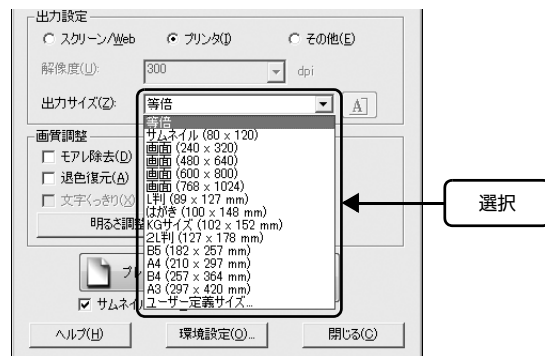 出力設定
スクリーン/Web プリンタ(I) その他(E)
解像度(U): 300 dpi
出力サイズ(Z): 等倍 A
等倍
画質調整
サムネイル (80 x 120)
画面 (240 x 320)
モアレ除去(D)
画面 (480 x 640)
退色復元(A)
画面 (600 x 800)
画面 (768 x 1024)
文字くっきり(X)
L判 (89 x 127 mm)
選択
はがき (100 x 148 mm)
明るさ調整
KGサイズ (102 x 152 mm)
2L判 (127 x 178 mm)
B5 (182 x 257 mm)
A4 (210 x 297 mm)
B4 (257 x 364 mm)
A3 (297 x 420 mm)
ユーザー定義サイズ...
ヘルプ(H) 環境設定(O)... 閉じる(C)